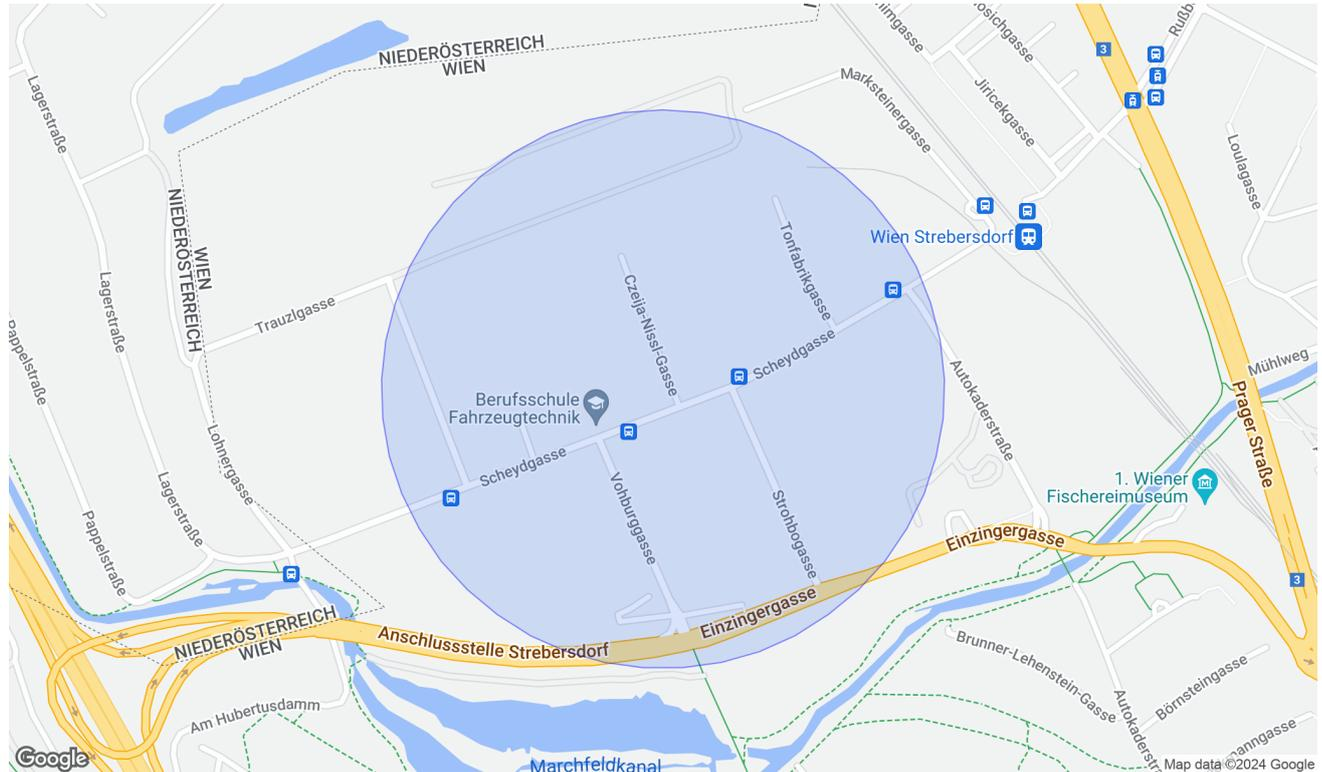 NIEDERÖSTERREICH
WIEN
Lagerstraße
Marksteinergasse
Jiricekgasse
3
Loulagasse
NIEDERÖSTERREICH
WIEN
Lagerstraße
Trauzlgasse
Czeija-Nissl-Gasse
Tonfabrikgasse
Wien Strebersdorf
Scheydgasse
Mühlweg
Pappelstraße
Berufsschule
Fahrzeugtechnik
Autokaderstraße
Prager Straße
Lohnergasse
Scheydgasse
Lagerstraße
Pappelstraße
Vohburggasse
Strohbogasse
1. Wiener
Fischereimuseum
Einzingergasse
3
Einzingergasse
NIEDERÖSTERREICH
WIEN
Anschlussstelle Strebersdorf
Brunner-Lehenstein-Gasse
Börnsteingasse
Am Hubertusdamm
Marchfeldkanal
Google
Map data ©2024 Google